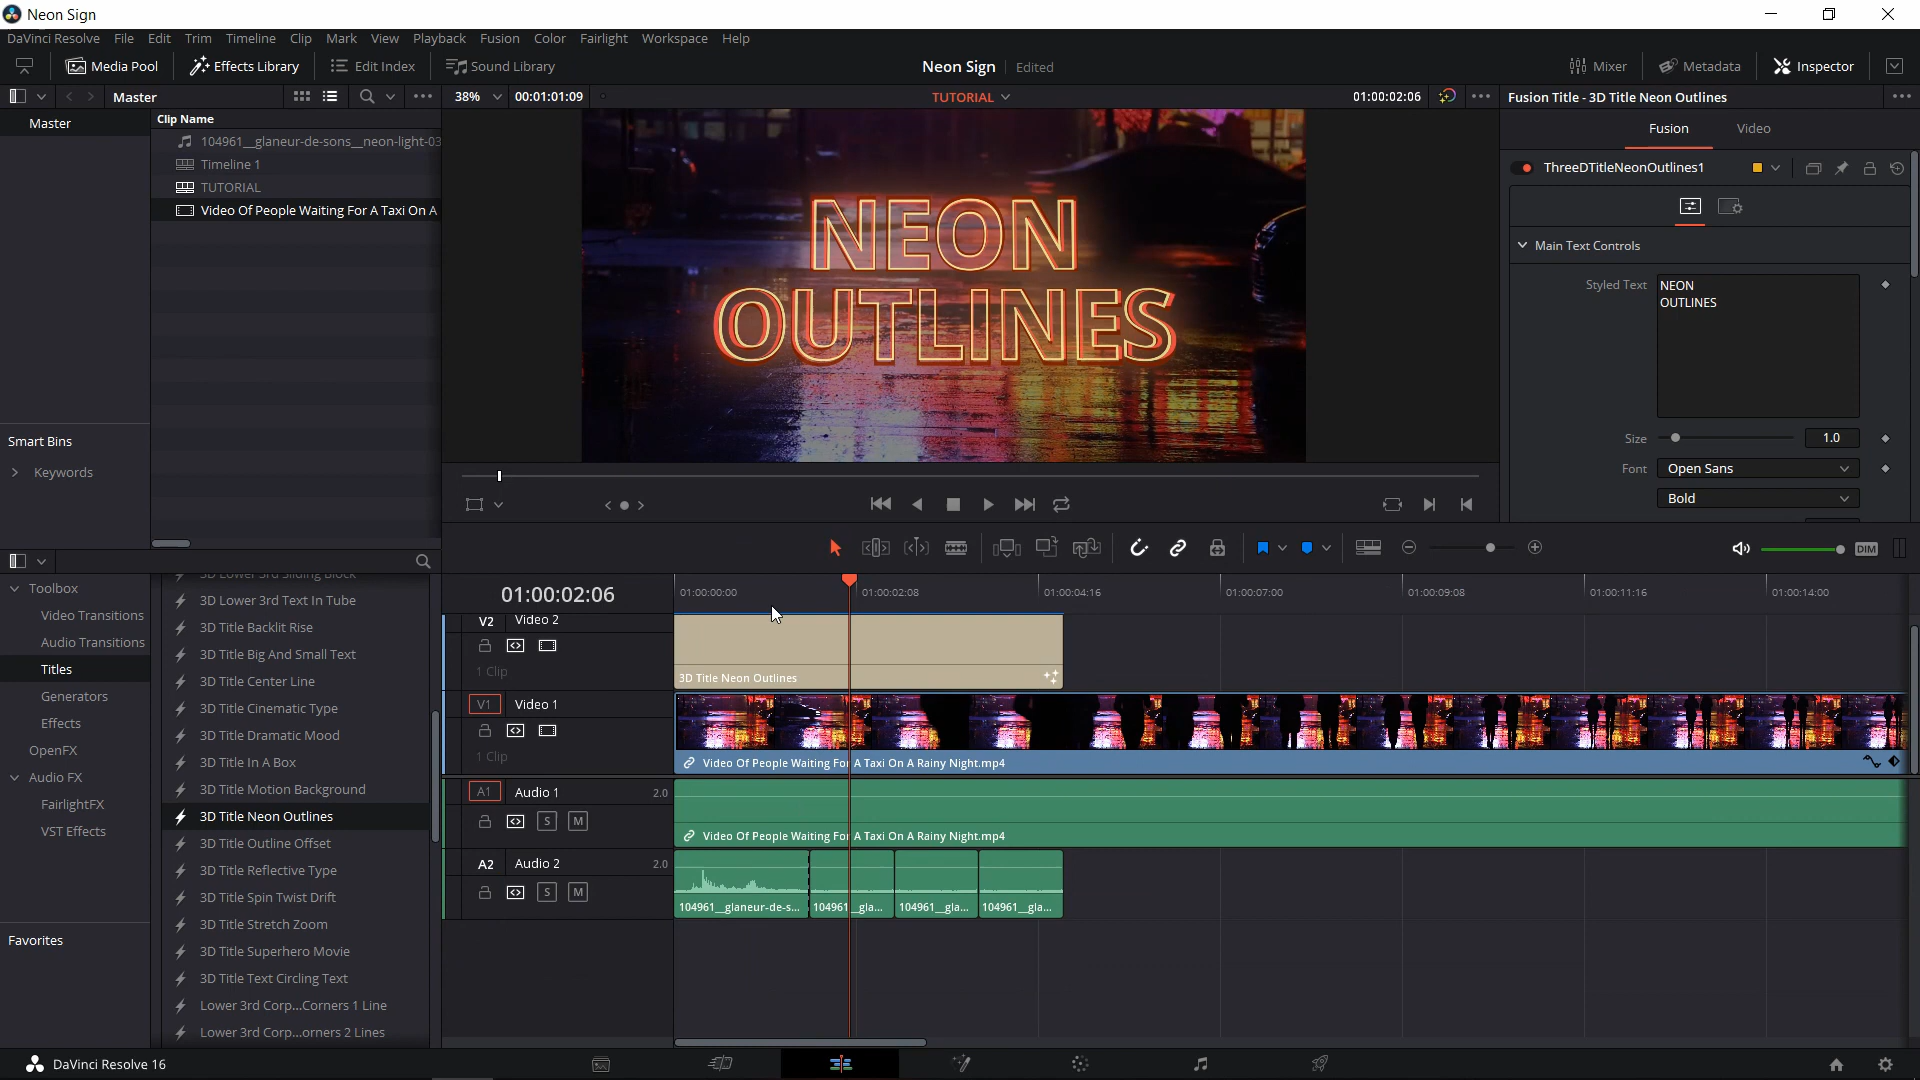 Neon Sign
DaVinci Resolve File Edit Trim Timeline Clip Mark View Playback Fusion Color Fairlight Workspace Help
Media Pool Effects Library Edit Index Sound Library Neon Sign Edited Mixer Metadata Inspector
Master 38% 00:01:01:09 TUTORIAL 01:00:02:06 Fusion Title - 3D Title Neon Outlines
Master
Clip Name
104961__glaneur-de-sons__neon-light-03
Timeline 1
TUTORIAL
Video Of People Waiting For A Taxi On A
Smart Bins
Keywords
NEON
OUTLINES
Fusion Video
ThreeDTitleNeonOutlines1
Main Text Controls
Styled Text NEON
OUTLINES
Size 1.0
Font Open Sans
Bold
DIM
Toolbox
Video Transitions
Audio Transitions
Titles
Generators
Effects
OpenFX
Audio FX
FairlightFX
VST Effects
Favorites
3D Lower 3rd Sliding Block
3D Lower 3rd Text In Tube
3D Title Backlit Rise
3D Title Big And Small Text
3D Title Center Line
3D Title Cinematic Type
3D Title Dramatic Mood
3D Title In A Box
3D Title Motion Background
3D Title Neon Outlines
3D Title Outline Offset
3D Title Reflective Type
3D Title Spin Twist Drift
3D Title Stretch Zoom
3D Title Superhero Movie
3D Title Text Circling Text
Lower 3rd Corp...Corners 1 Line
Lower 3rd Corp...orners 2 Lines
01:00:02:06 01:00:00:00 01:00:02:08 01:00:04:16 01:00:07:00 01:00:09:08 01:00:11:16 01:00:14:00
V2 Video 2
1 Clip
3D Title Neon Outlines
V1 Video 1
1 Clip
Video Of People Waiting For A Taxi On A Rainy Night.mp4
A1 Audio 1 2.0
S M
Video Of People Waiting For A Taxi On A Rainy Night.mp4
A2 Audio 2 2.0
S M
104961__glaneur-de-s... 104961__gla... 104961__gla... 104961__gla...
DaVinci Resolve 16